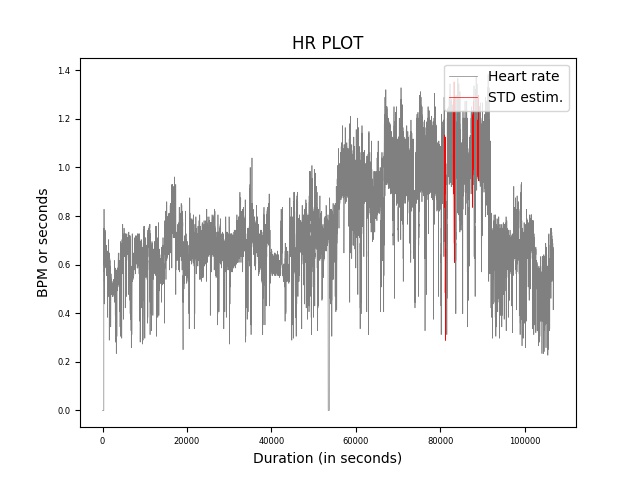 HR PLOT
Heart rate
STD estim.
BPM or seconds
1.4
1.2
1.0
0.8
0.6
0.4
0.2
0.0
0 20000 40000 60000 80000 100000
Duration (in seconds)